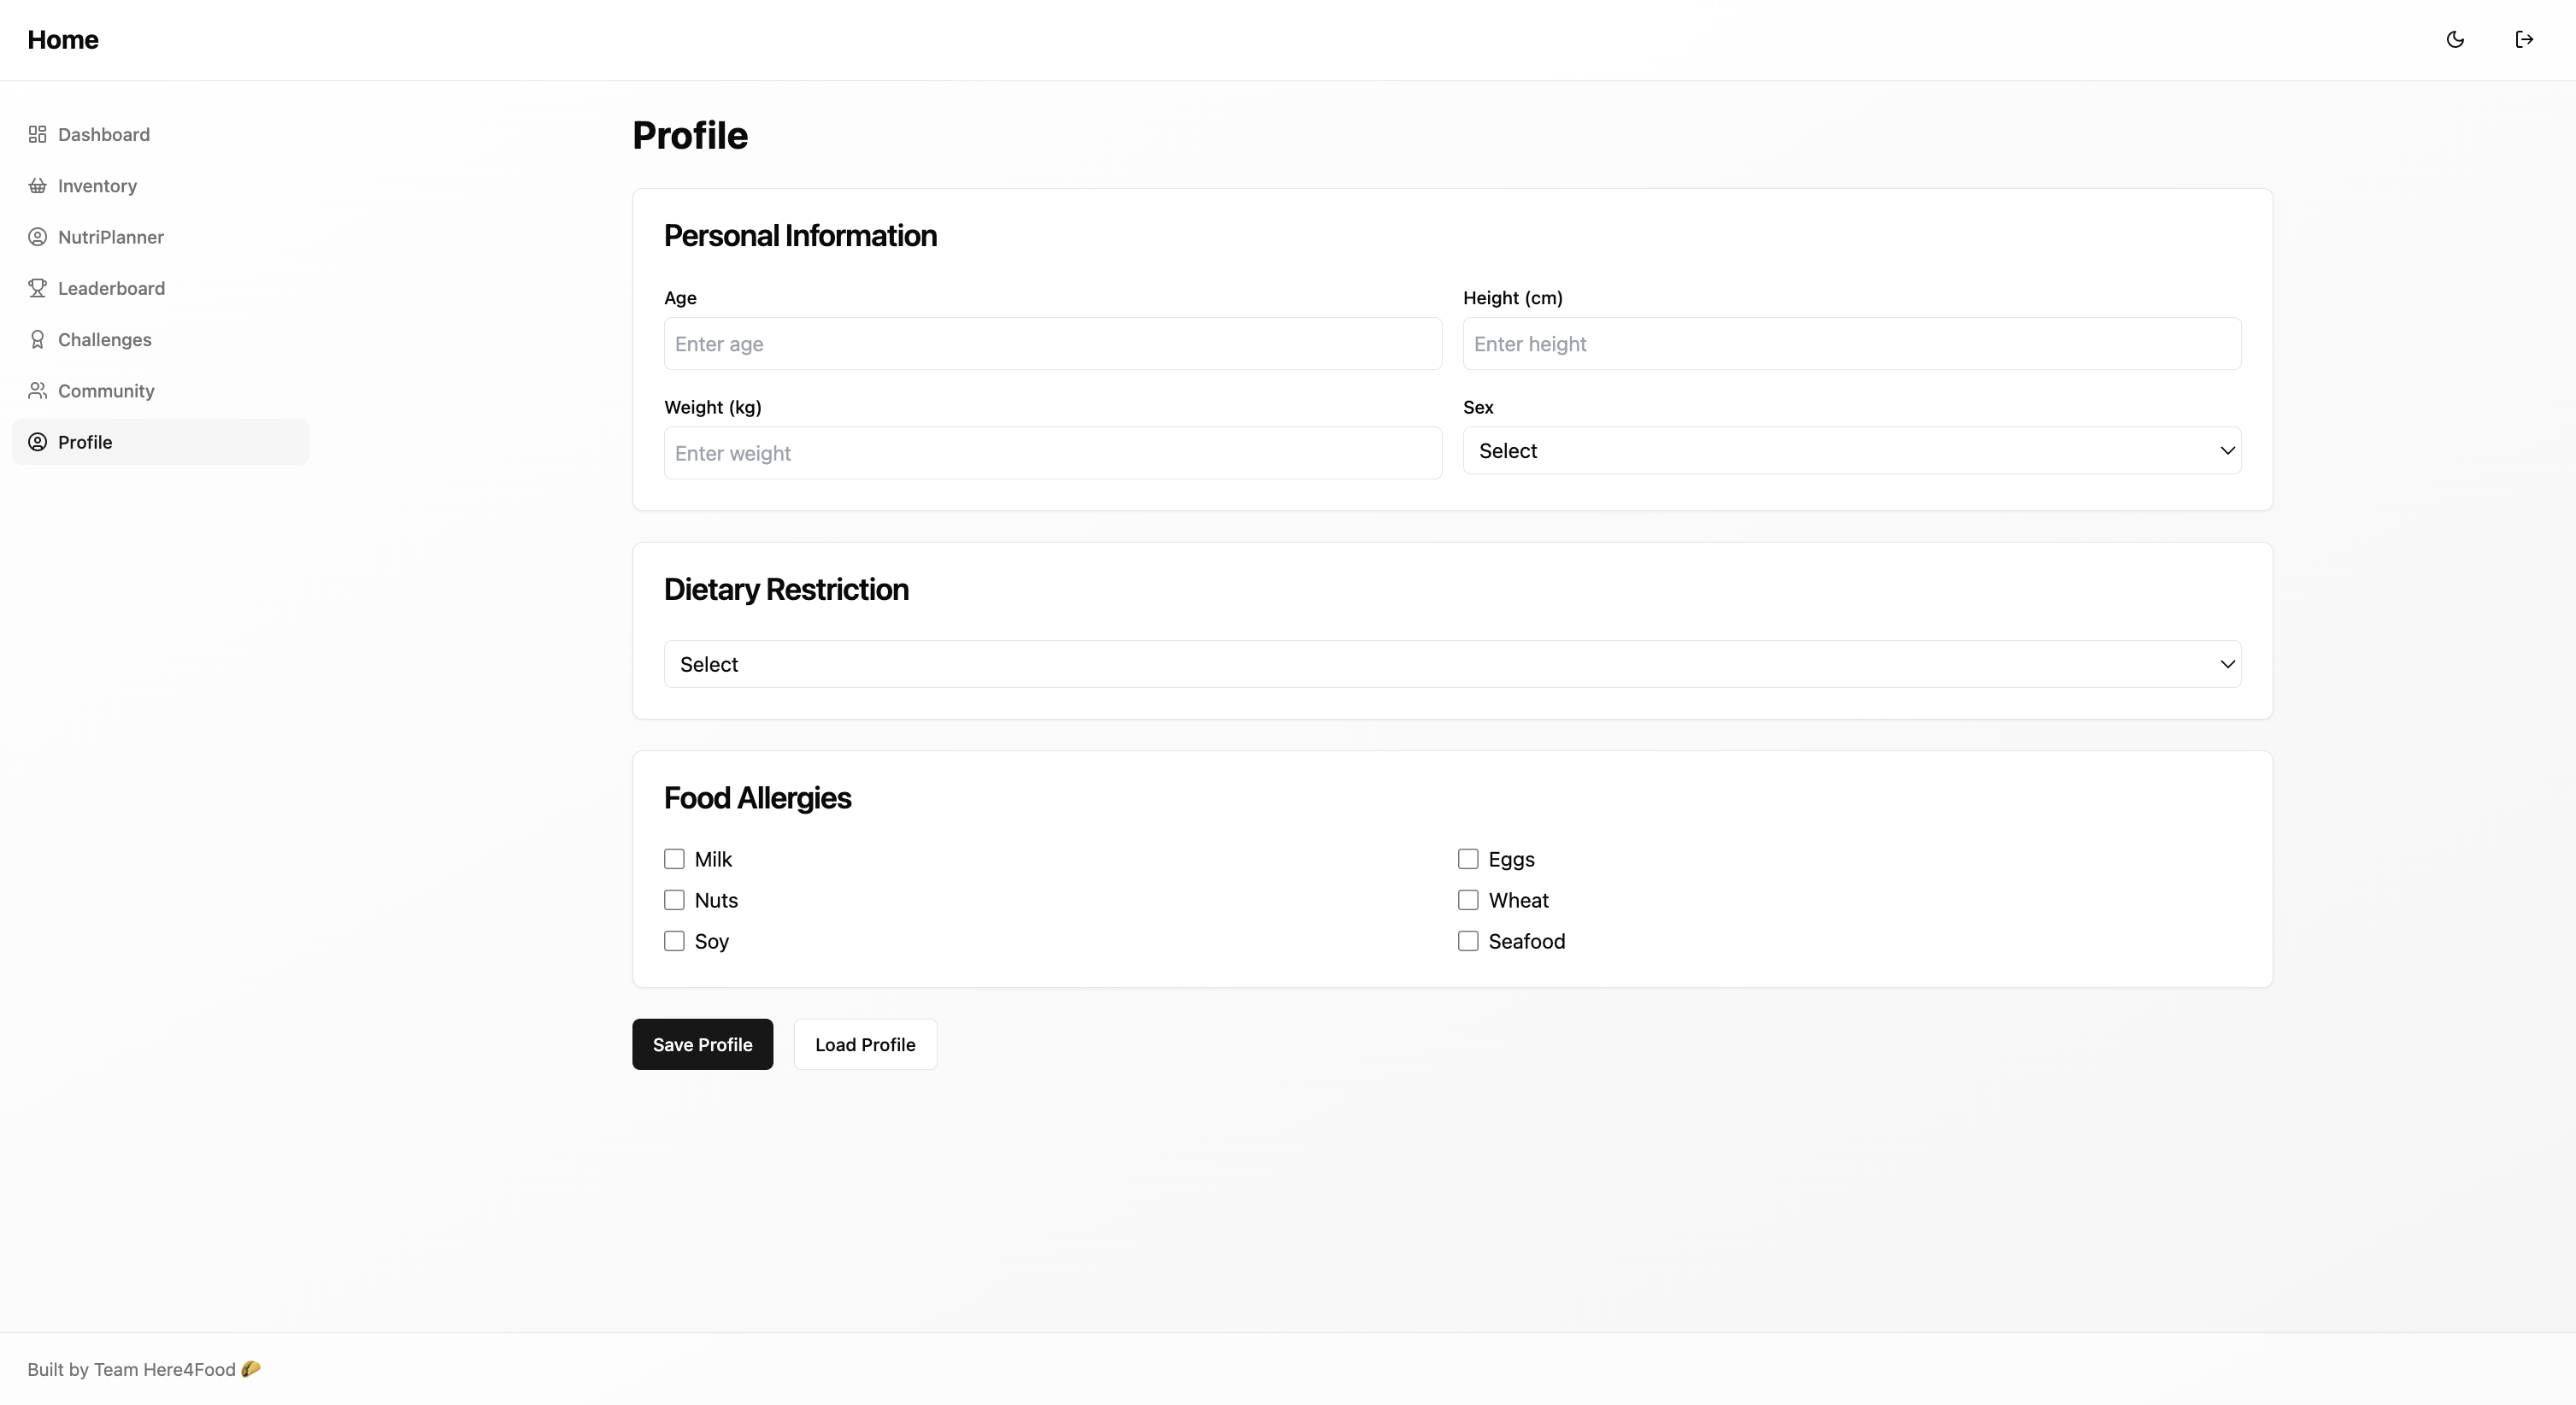 Home
Dashboard
Inventory
NutriPlanner
Leaderboard
Challenges
Community
Profile
Profile
Personal Information
Age
Height (cm)
Enter age
Enter height
Weight (kg)
Sex
Enter weight
Select
Dietary Restriction
Select
Food Allergies
Milk
Eggs
Nuts
Wheat
Soy
Seafood
Save Profile
Load Profile
Built by Team Here4Food 🌮